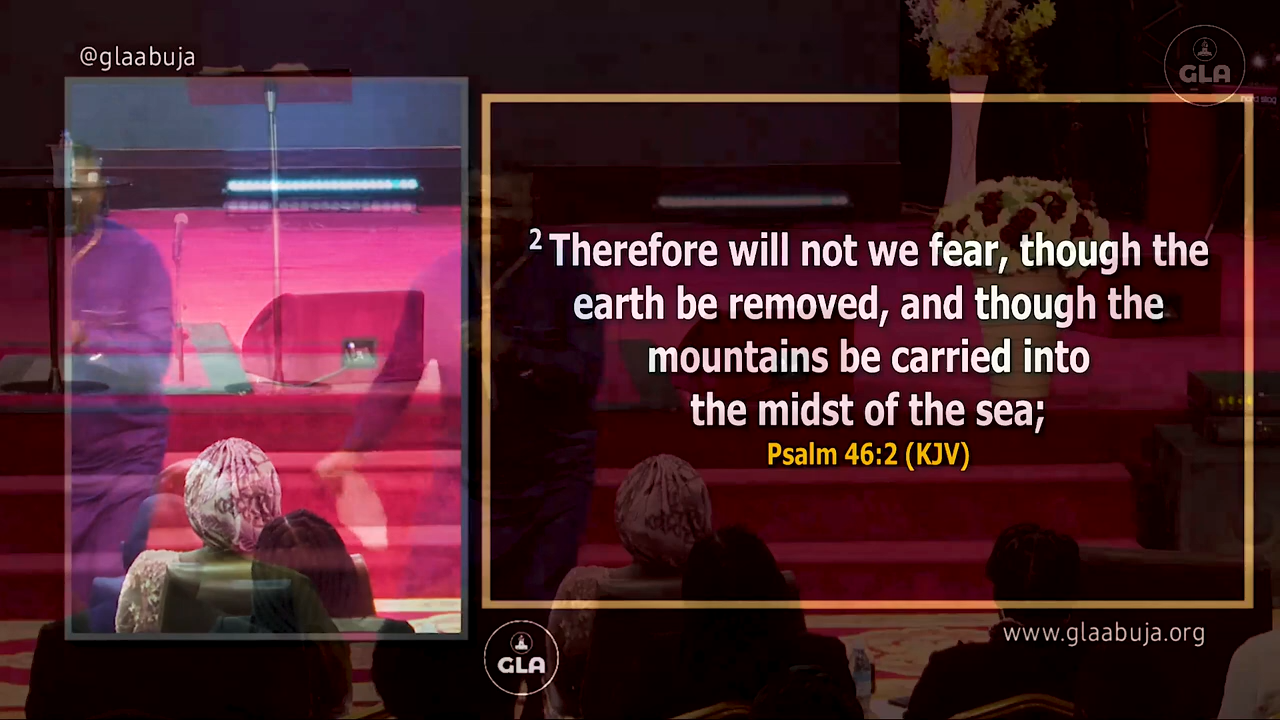 @glaabuja
GLA
2 Therefore will not we fear, though the
earth be removed, and though the
mountains be carried into
the midst of the sea;
Psalm 46:2 (KJV)
www.glaabuja.org
GLA